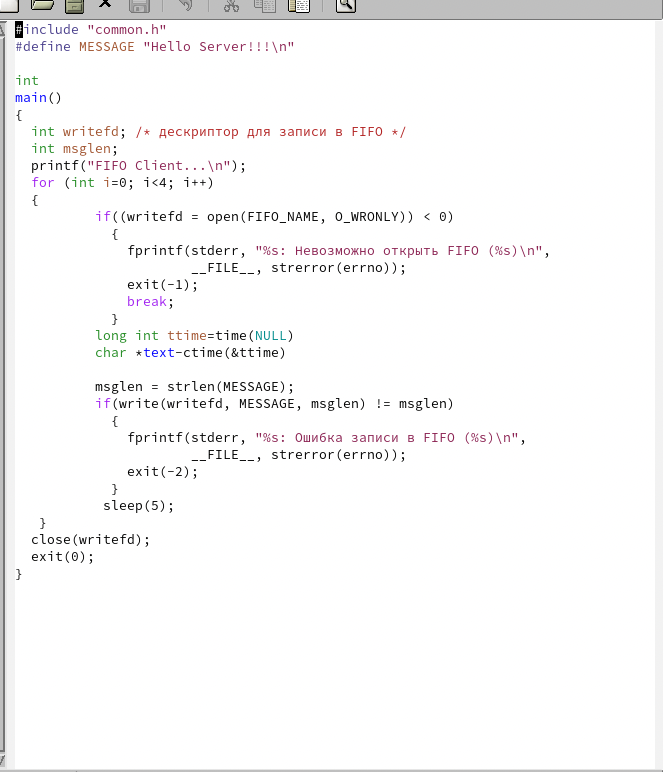 #include "common.h"
#define MESSAGE "Hello Server!!!\n"
int
main()
{
int writefd; /* дескриптор для записи в FIFO */
int msglen;
printf("FIFO Client...\n");
for (int i=0; i<4; i++)
{
if((writefd = open(FIFO_NAME, O_WRONLY)) < 0)
{
fprintf(stderr, "%s: Невозможно открыть FIFO (%s)\n",
__FILE__, strerror(errno));
exit(-1);
break;
}
long int ttime=time(NULL)
char *text-ctime(&ttime)
msglen = strlen(MESSAGE);
if(write(writefd, MESSAGE, msglen) != msglen)
{
fprintf(stderr, "%s: Ошибка записи в FIFO (%s)\n",
__FILE__, strerror(errno));
exit(-2);
}
sleep(5);
}
close(writefd);
exit(0);
}